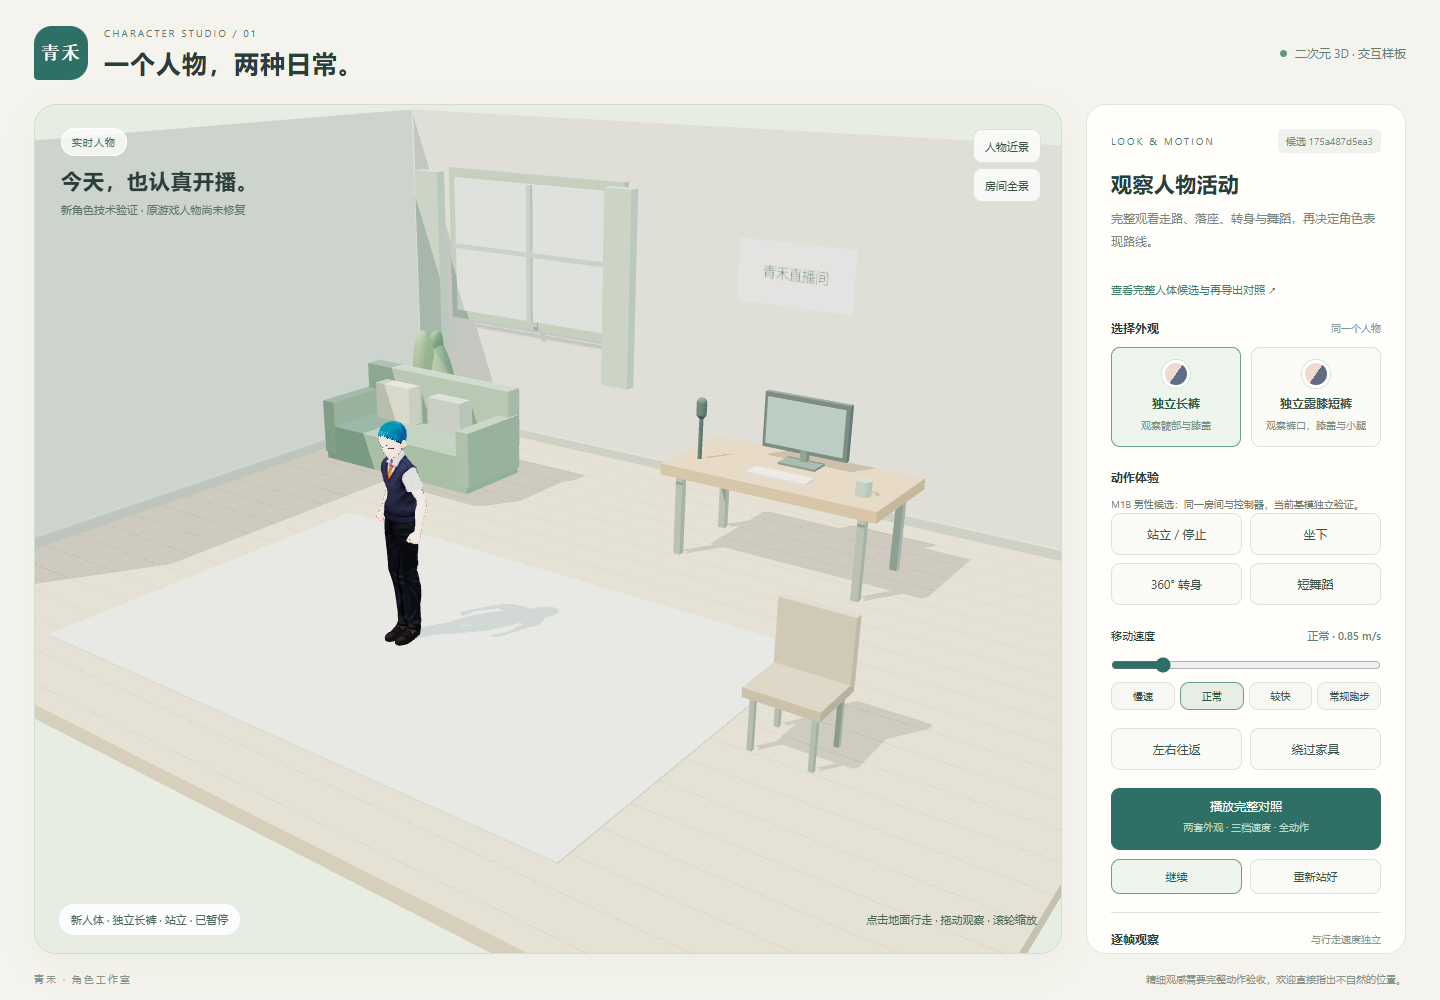 青禾
CHARACTER STUDIO / 01
一个人物，两种日常。
二次元 3D · 交互样板
实时人物
今天，也认真开播。
新角色技术验证 · 原游戏人物尚未修复
人物近景
房间全景
青禾直播间
新人体 · 独立长裤 · 站立 · 已暂停
点击地面行走 · 拖动观察 · 滚轮缩放
LOOK & MOTION
候选 175a487d5ea3
观察人物活动
完整观看走路、落座、转身与舞蹈，再决定角色表
现路线。
查看完整人体候选与再导出对照 ↗
选择外观
同一个人物
独立长裤
观察髋部与膝盖
独立露膝短裤
观察裤口、膝盖与小腿
动作体验
M1B 男性候选：同一房间与控制器，当前基模独立验证。
站立 / 停止
坐下
360° 转身
短舞蹈
移动速度
正常 · 0.85 m/s
慢速
正常
较快
常规跑步
左右往返
绕过家具
播放完整对照
两套外观 · 三档速度 · 全动作
继续
重新站好
逐帧观察
与行走速度独立
青禾 · 角色工作室
精细观感需要完整动作验收，欢迎直接指出不自然的位置。